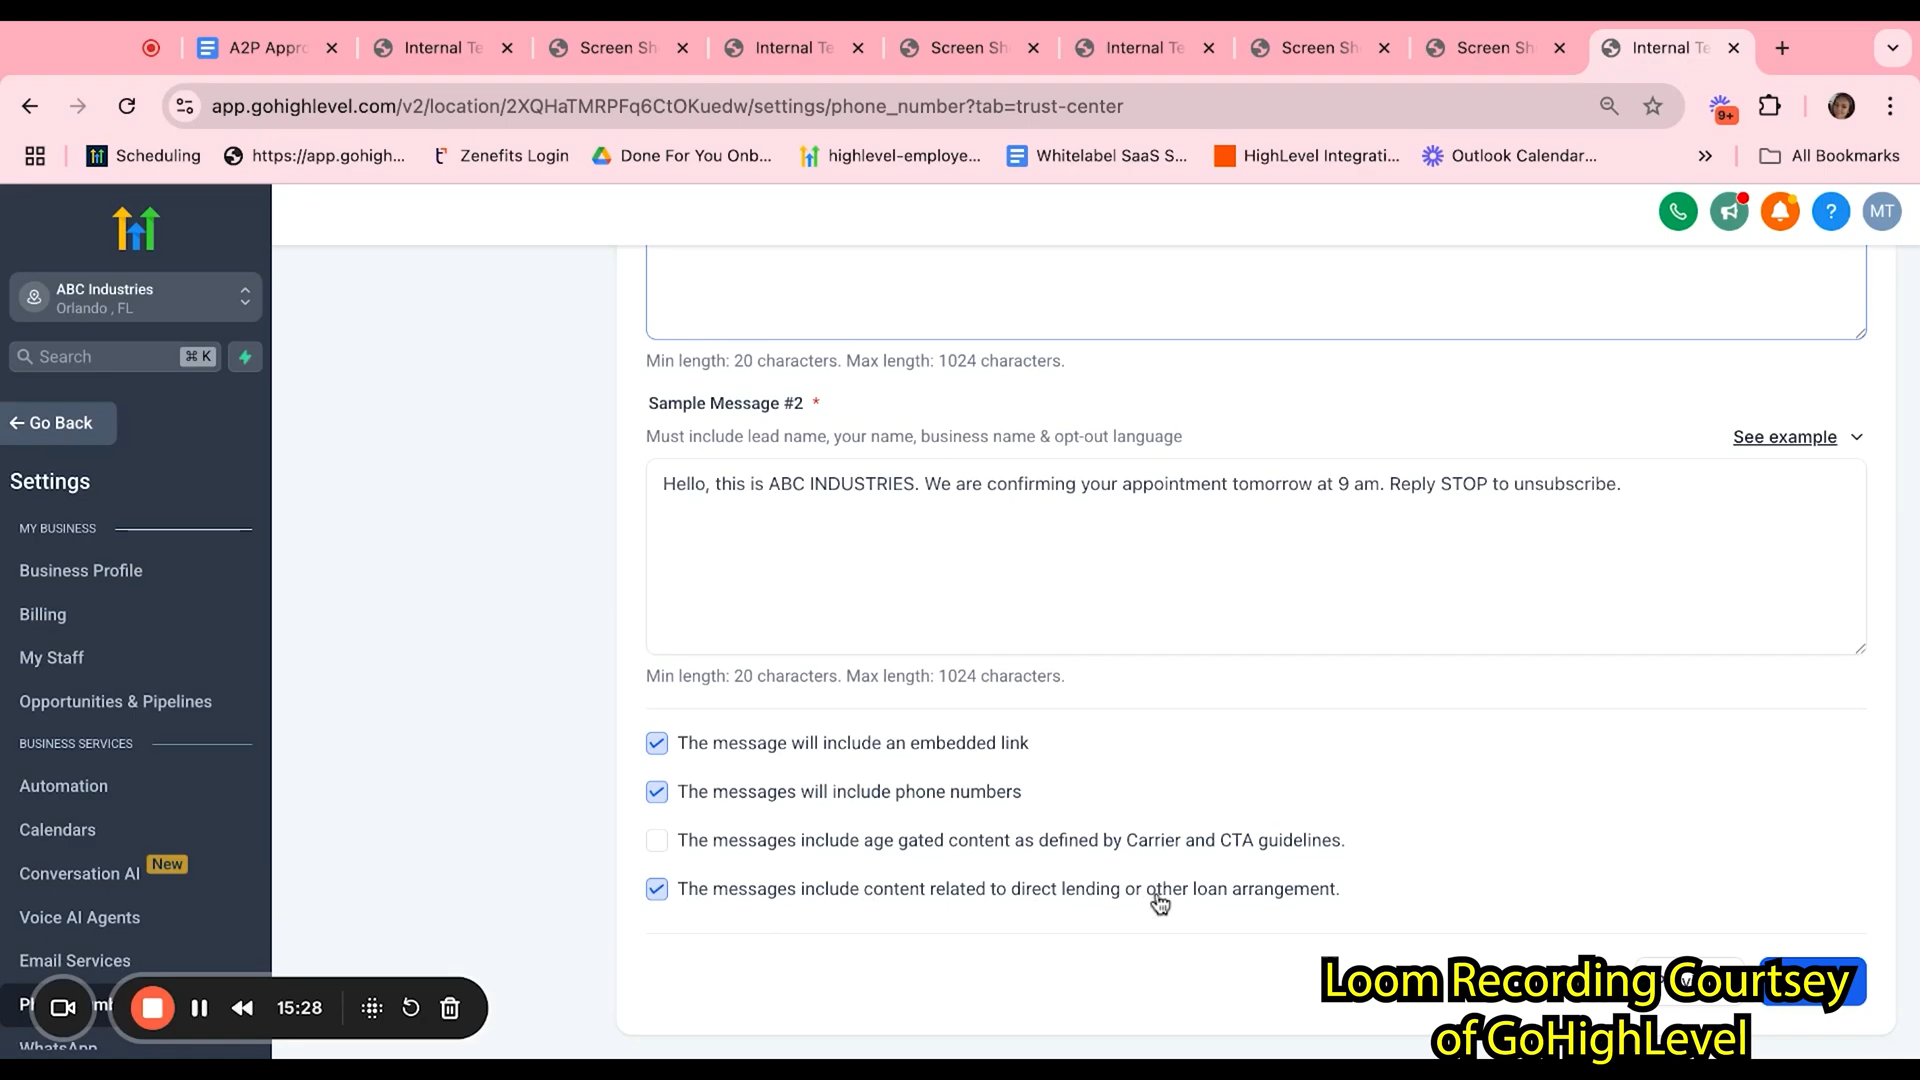 A2P Appro
Internal Te
Screen Sh
Internal Te
Screen Sh
Internal Te
Screen Sh
Screen Sh
Internal Te
app.gohighlevel.com/v2/location/2XQHaTMRPFq6CtOKuedw/settings/phone_number?tab=trust-center
9+
Scheduling
https://app.gohigh...
Zenefits Login
Done For You Onb...
highlevel-employe...
Whitelabel SaaS S...
HighLevel Integrati...
Outlook Calendar...
All Bookmarks
MT
ABC Industries
Orlando , FL
Search
⌘ K
Go Back
Settings
MY BUSINESS
Business Profile
Billing
My Staff
Opportunities & Pipelines
BUSINESS SERVICES
Automation
Calendars
Conversation AI New
Voice AI Agents
Email Services
WhatsApp
15:28
Min length: 20 characters. Max length: 1024 characters.
Sample Message #2 *
Must include lead name, your name, business name & opt-out language
See example
Hello, this is ABC INDUSTRIES. We are confirming your appointment tomorrow at 9 am. Reply STOP to unsubscribe.
Min length: 20 characters. Max length: 1024 characters.
The message will include an embedded link
The messages will include phone numbers
The messages include age gated content as defined by Carrier and CTA guidelines.
The messages include content related to direct lending or other loan arrangement.
Loom Recording Courtsey
of GoHighLevel